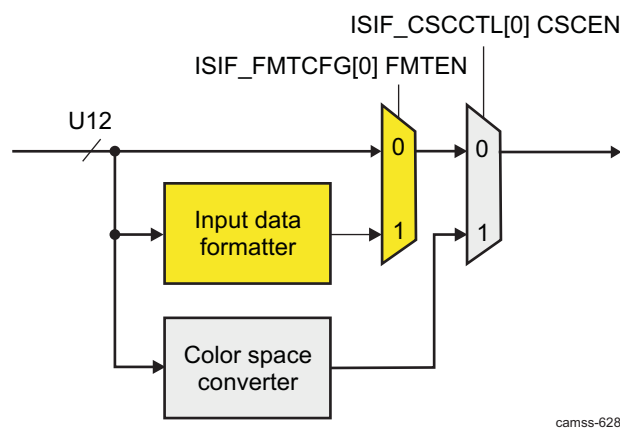 ISIF_CSCCTL[0] CSCEN
ISIF_FMTCFG[0] FMTEN
U12
0
0
Input data
formatter
1
1
Color space
converter
camss-628